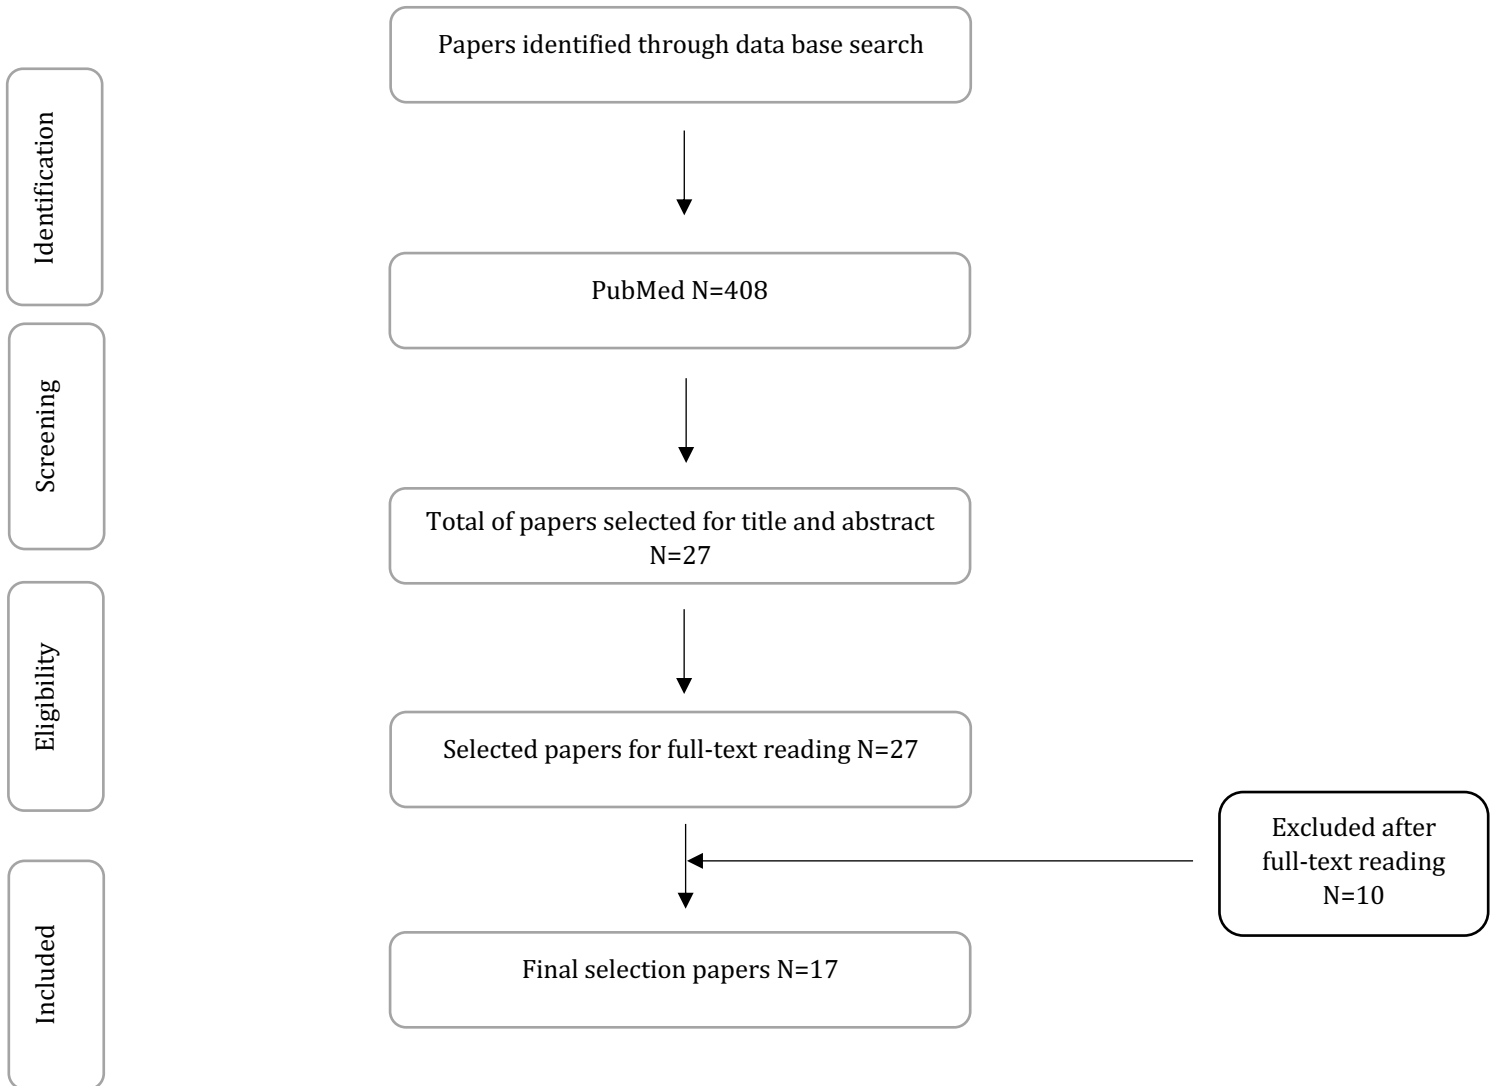 Papers identified through data base search
Identification
PubMed N=408
Screening
Total of papers selected for title and abstract
N=27
Eligibility
Selected papers for full-text reading N=27
Excluded after
full-text reading
N=10
Included
Final selection papers N=17